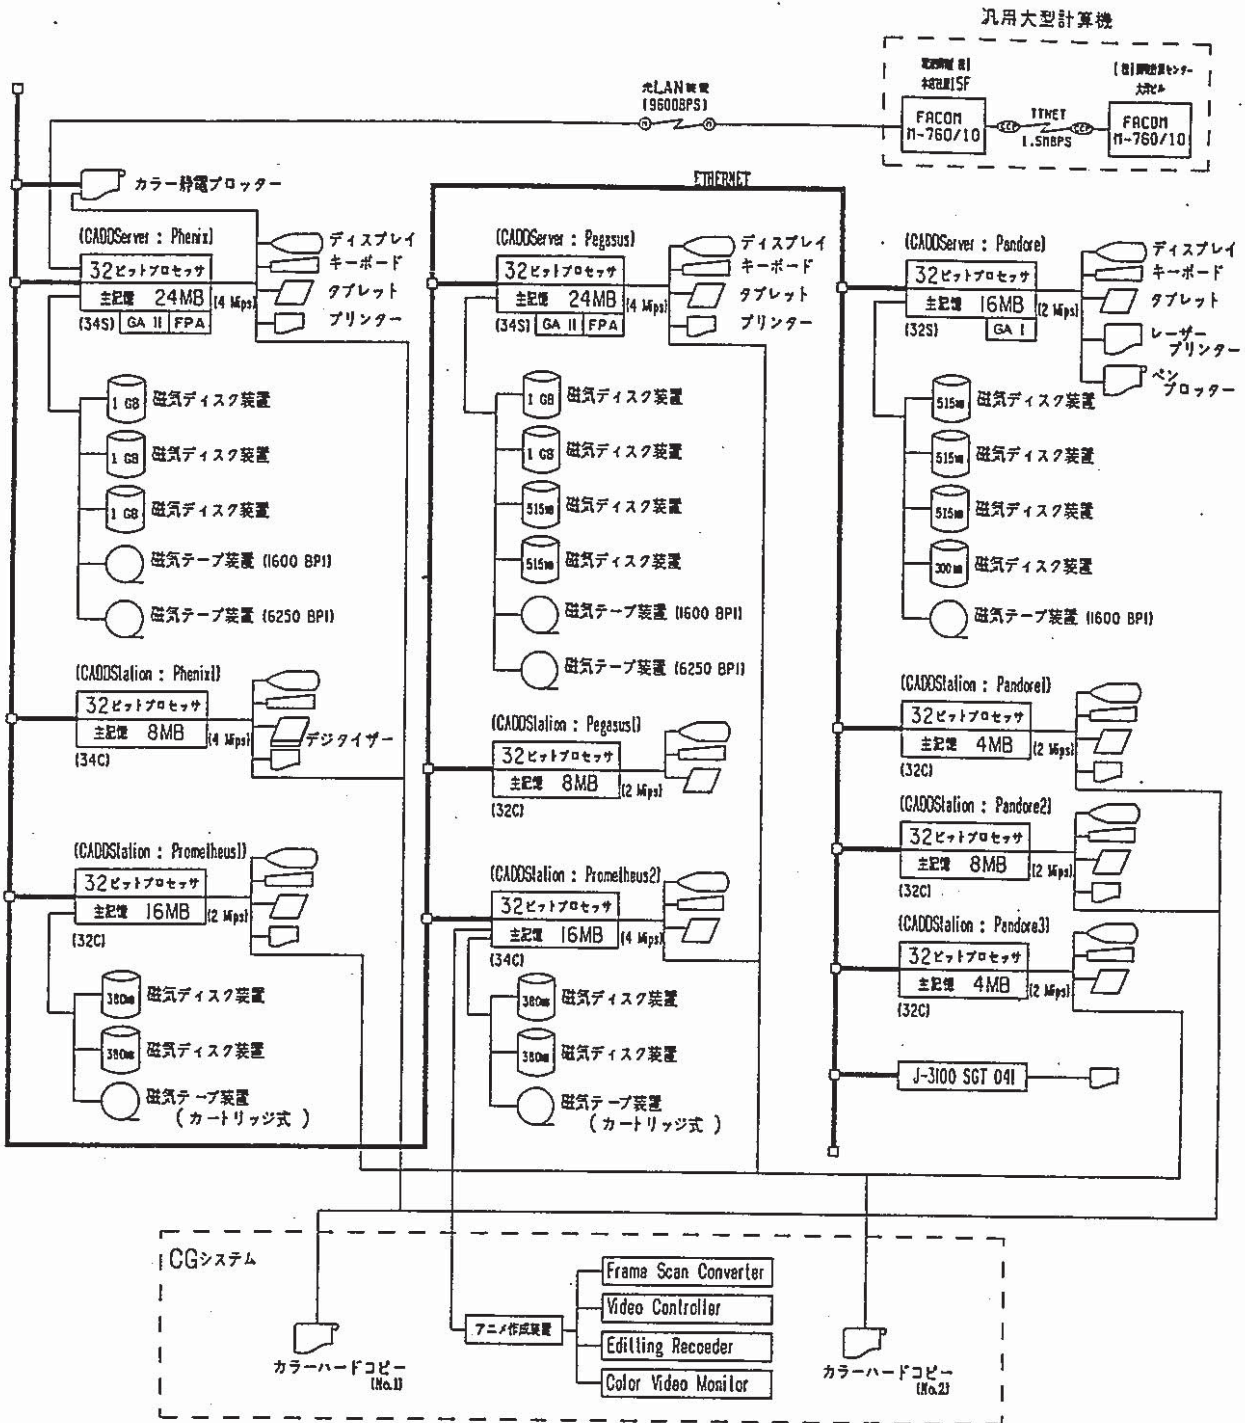 汎用大型計算機
本店社屋ISF
大洋ビル
FACOM
M-760/10
TTNET
1.5MBPS
CCP
CCP
FACOM
M-760/10
光LAN装置
(9600BPS)
M
M
ETHERNET
カラー静電プロッター
(CADDServer : Phenix)
32ビットプロセッサ
主記憶 24MB
(4 Mips)
(34S)
GA II
FPA
ディスプレイ
キーボード
タブレット
プリンター
1 GB
磁気ディスク装置
1 GB
磁気ディスク装置
1 GB
磁気ディスク装置
磁気テープ装置 (1600 BPI)
磁気テープ装置 (6250 BPI)
(CADDStation : Phenix1)
32ビットプロセッサ
主記憶 8MB
(4 Mips)
(34C)
デジタイザー
(CADDStation : Prometheus1)
32ビットプロセッサ
主記憶 16MB
(2 Mips)
(32C)
380MB
磁気ディスク装置
380MB
磁気ディスク装置
磁気テープ装置
(カートリッジ式)
(CADDServer : Pegasus)
32ビットプロセッサ
主記憶 24MB
(4 Mips)
(34S)
GA II
FPA
ディスプレイ
キーボード
タブレット
プリンター
1 GB
磁気ディスク装置
1 GB
磁気ディスク装置
515MB
磁気ディスク装置
515MB
磁気ディスク装置
磁気テープ装置 (1600 BPI)
磁気テープ装置 (6250 BPI)
(CADDStation : Pegasus1)
32ビットプロセッサ
主記憶 8MB
(2 Mips)
(32C)
(CADDStation : Prometheus2)
32ビットプロセッサ
主記憶 16MB
(4 Mips)
(34C)
380MB
磁気ディスク装置
380MB
磁気ディスク装置
磁気テープ装置
(カートリッジ式)
(CADDServer : Pandore)
32ビットプロセッサ
主記憶 16MB
(2 Mips)
(32S)
GA I
ディスプレイ
キーボード
タブレット
レーザー
プリンター
ペン
プロッター
515MB
磁気ディスク装置
515MB
磁気ディスク装置
515MB
磁気ディスク装置
300MB
磁気ディスク装置
磁気テープ装置 (1600 BPI)
(CADDStation : Pandore1)
32ビットプロセッサ
主記憶 4MB
(2 Mips)
(32C)
(CADDStation : Pandore2)
32ビットプロセッサ
主記憶 8MB
(2 Mips)
(32C)
(CADDStation : Pandore3)
32ビットプロセッサ
主記憶 4MB
(2 Mips)
(32C)
J-3100 SGT 041
CGシステム
カラーハードコピー
(No.1)
アニメ作成装置
Frame Scan Converter
Video Controller
Editting Recoeder
Color Video Monitor
カラーハードコピー
(No.2)